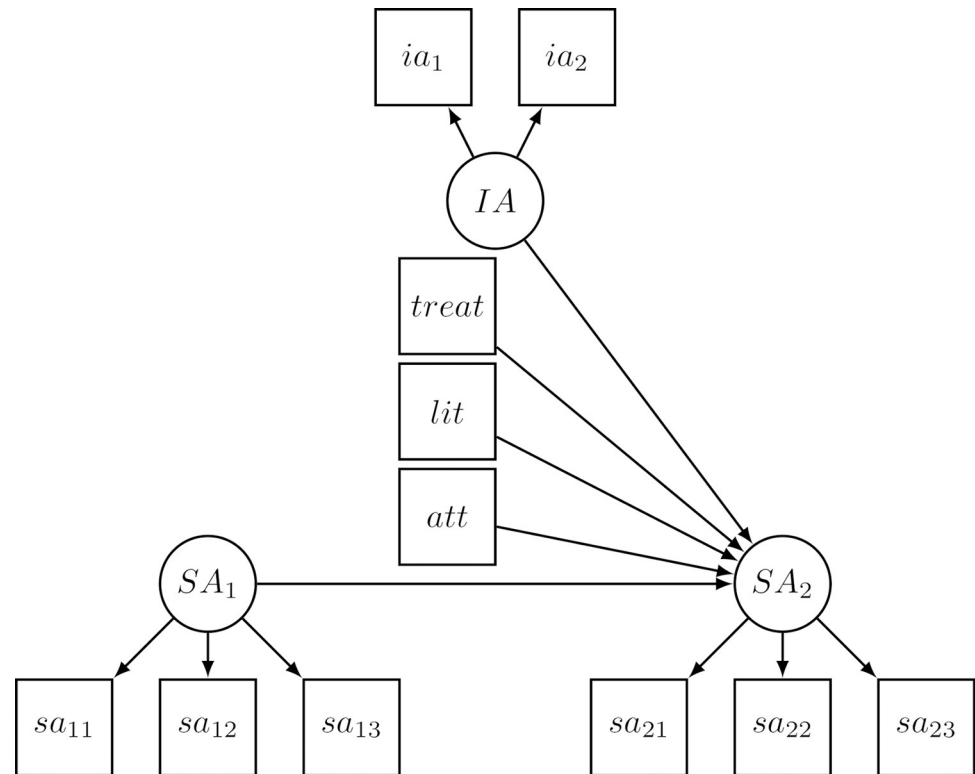 ia₁ ia₂
IA
treat
lit
att
SA₁ SA₂
sa₁₁ sa₁₂ sa₁₃ sa₂₁ sa₂₂ sa₂₃